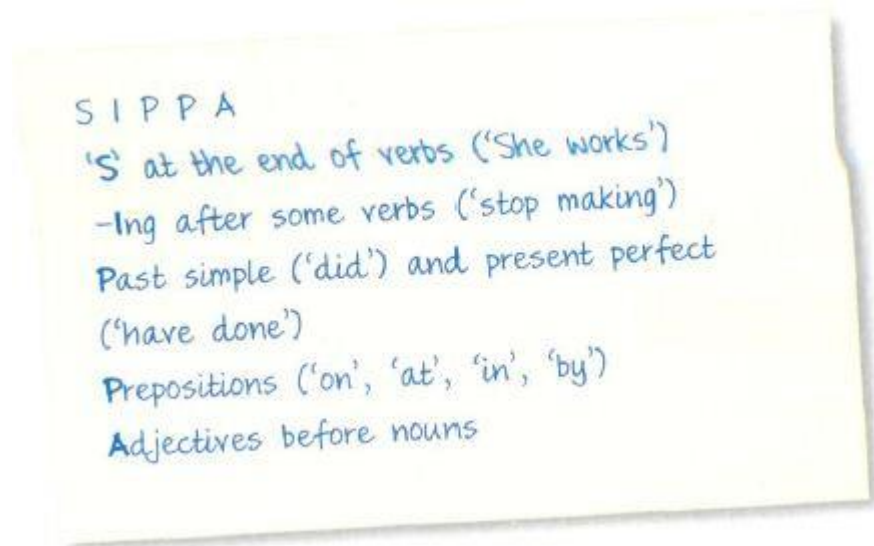 S I P P A
'S' at the end of verbs ('She works')
-Ing after some verbs ('stop making')
Past simple ('did') and present perfect
('have done')
Prepositions ('on', 'at', 'in', 'by')
Adjectives before nouns